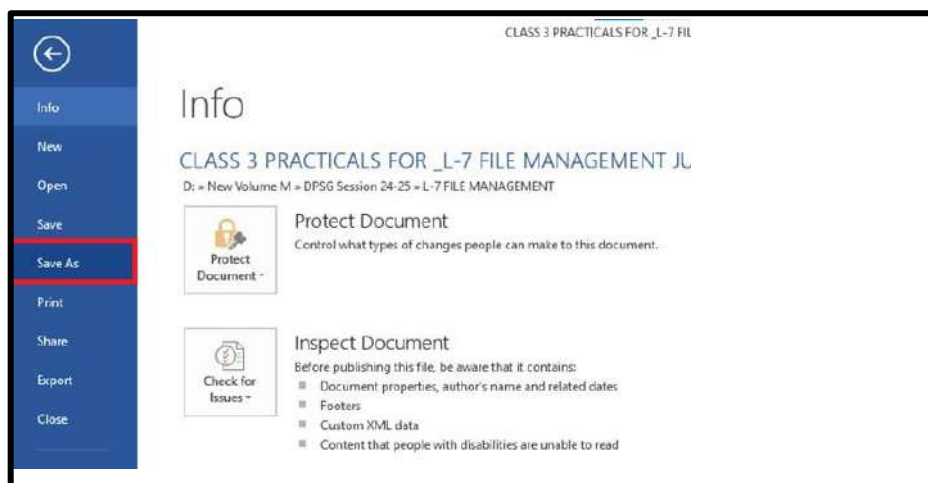 CLASS 3 PRACTICALS FOR _L-7 FIL
Info
New
Open
Save
Save As
Print
Share
Export
Close
Info
CLASS 3 PRACTICALS FOR _L-7 FILE MANAGEMENT JU
D: » New Volume M » DPSG Session 24-25 » L-7 FILE MANAGEMENT
Protect
Document
Protect Document
Control what types of changes people can make to this document.
Check for
Issues
Inspect Document
Before publishing this file, be aware that it contains:
Document properties, author's name and related dates
Footers
Custom XML data
Content that people with disabilities are unable to read